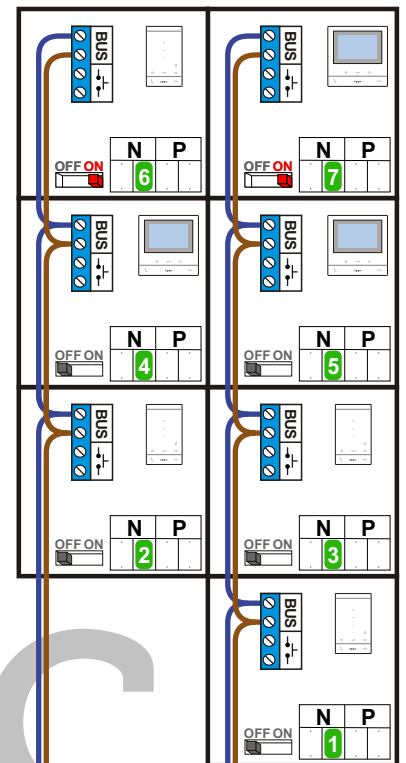 BUS
BUS
N P
N P
OFF ON
6
OFF ON
7
BUS
BUS
N P
N P
OFF ON
4
OFF ON
5
BUS
BUS
N P
N P
OFF ON
2
OFF ON
3
BUS
N P
OFF ON
1
C